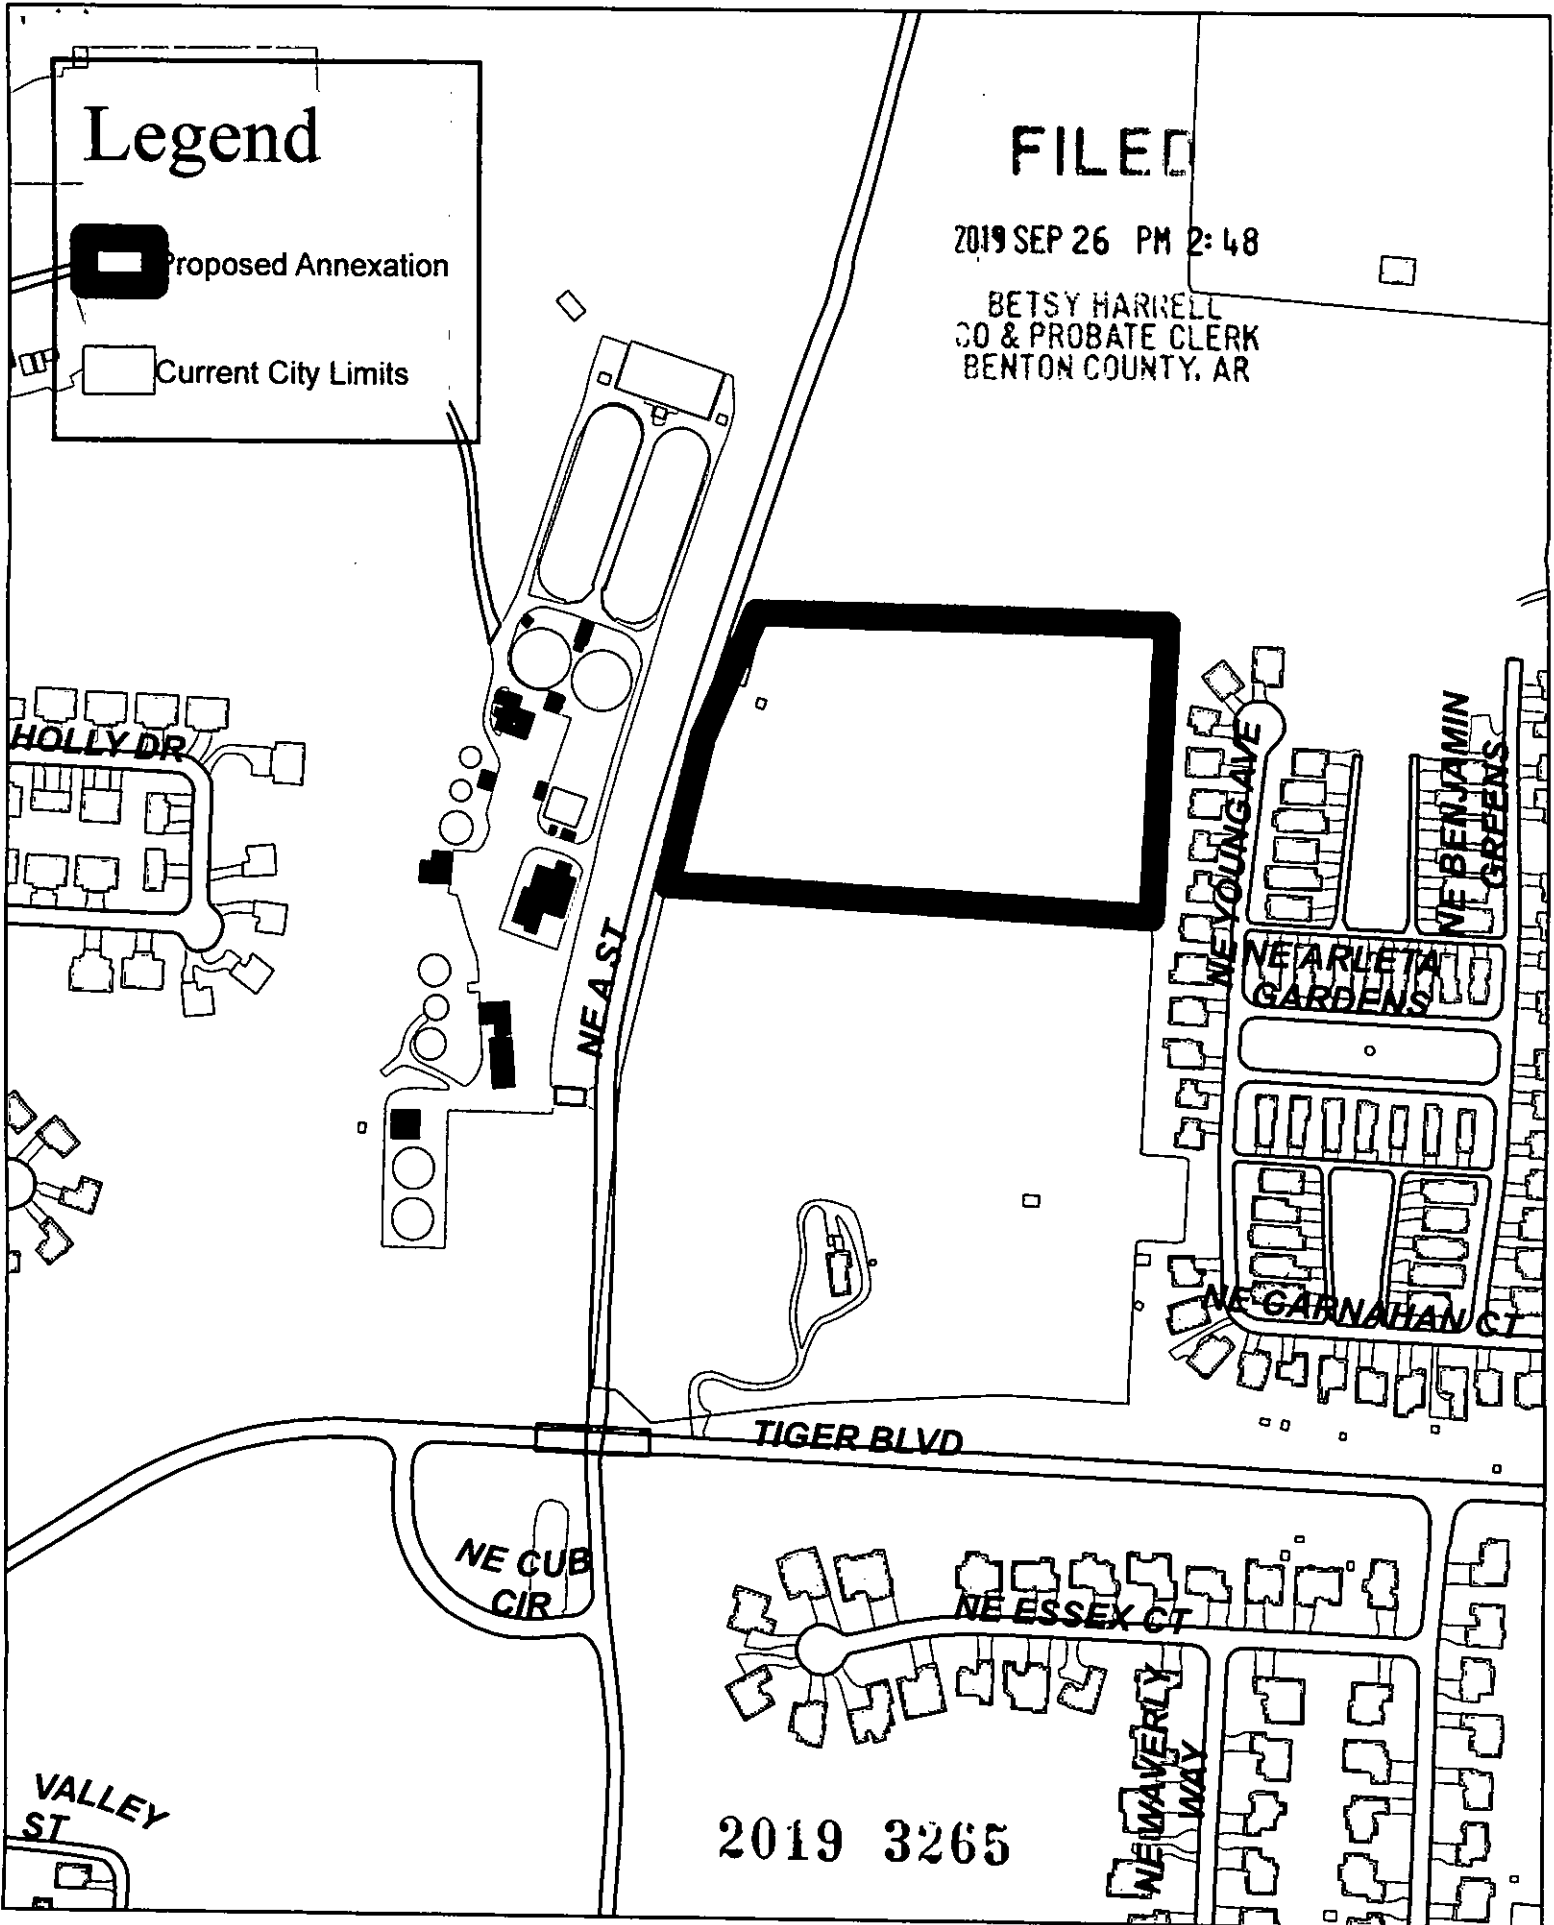 Legend
Proposed Annexation
Current City Limits
FILED
2019 SEP 26 PM 2:48
BETSY HARRELL
CO & PROBATE CLERK
BENTON COUNTY, AR
HOLLY DR
NE A ST
NE YOUNG AVE
NE BENJAMIN
GREENS
NE ARLETA
GARDENS
NE CARNAHAN CT
TIGER BLVD
NE CUB
CIR
NE ESSEX CT
NE WAVERLY
WAY
VALLEY
ST
2019 3265